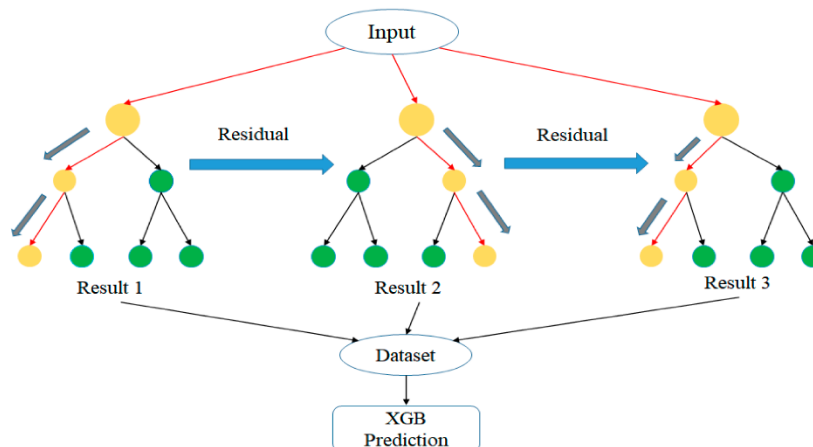 Input
Residual
Residual
Result 1
Result 2
Result 3
Dataset
XGB
Prediction